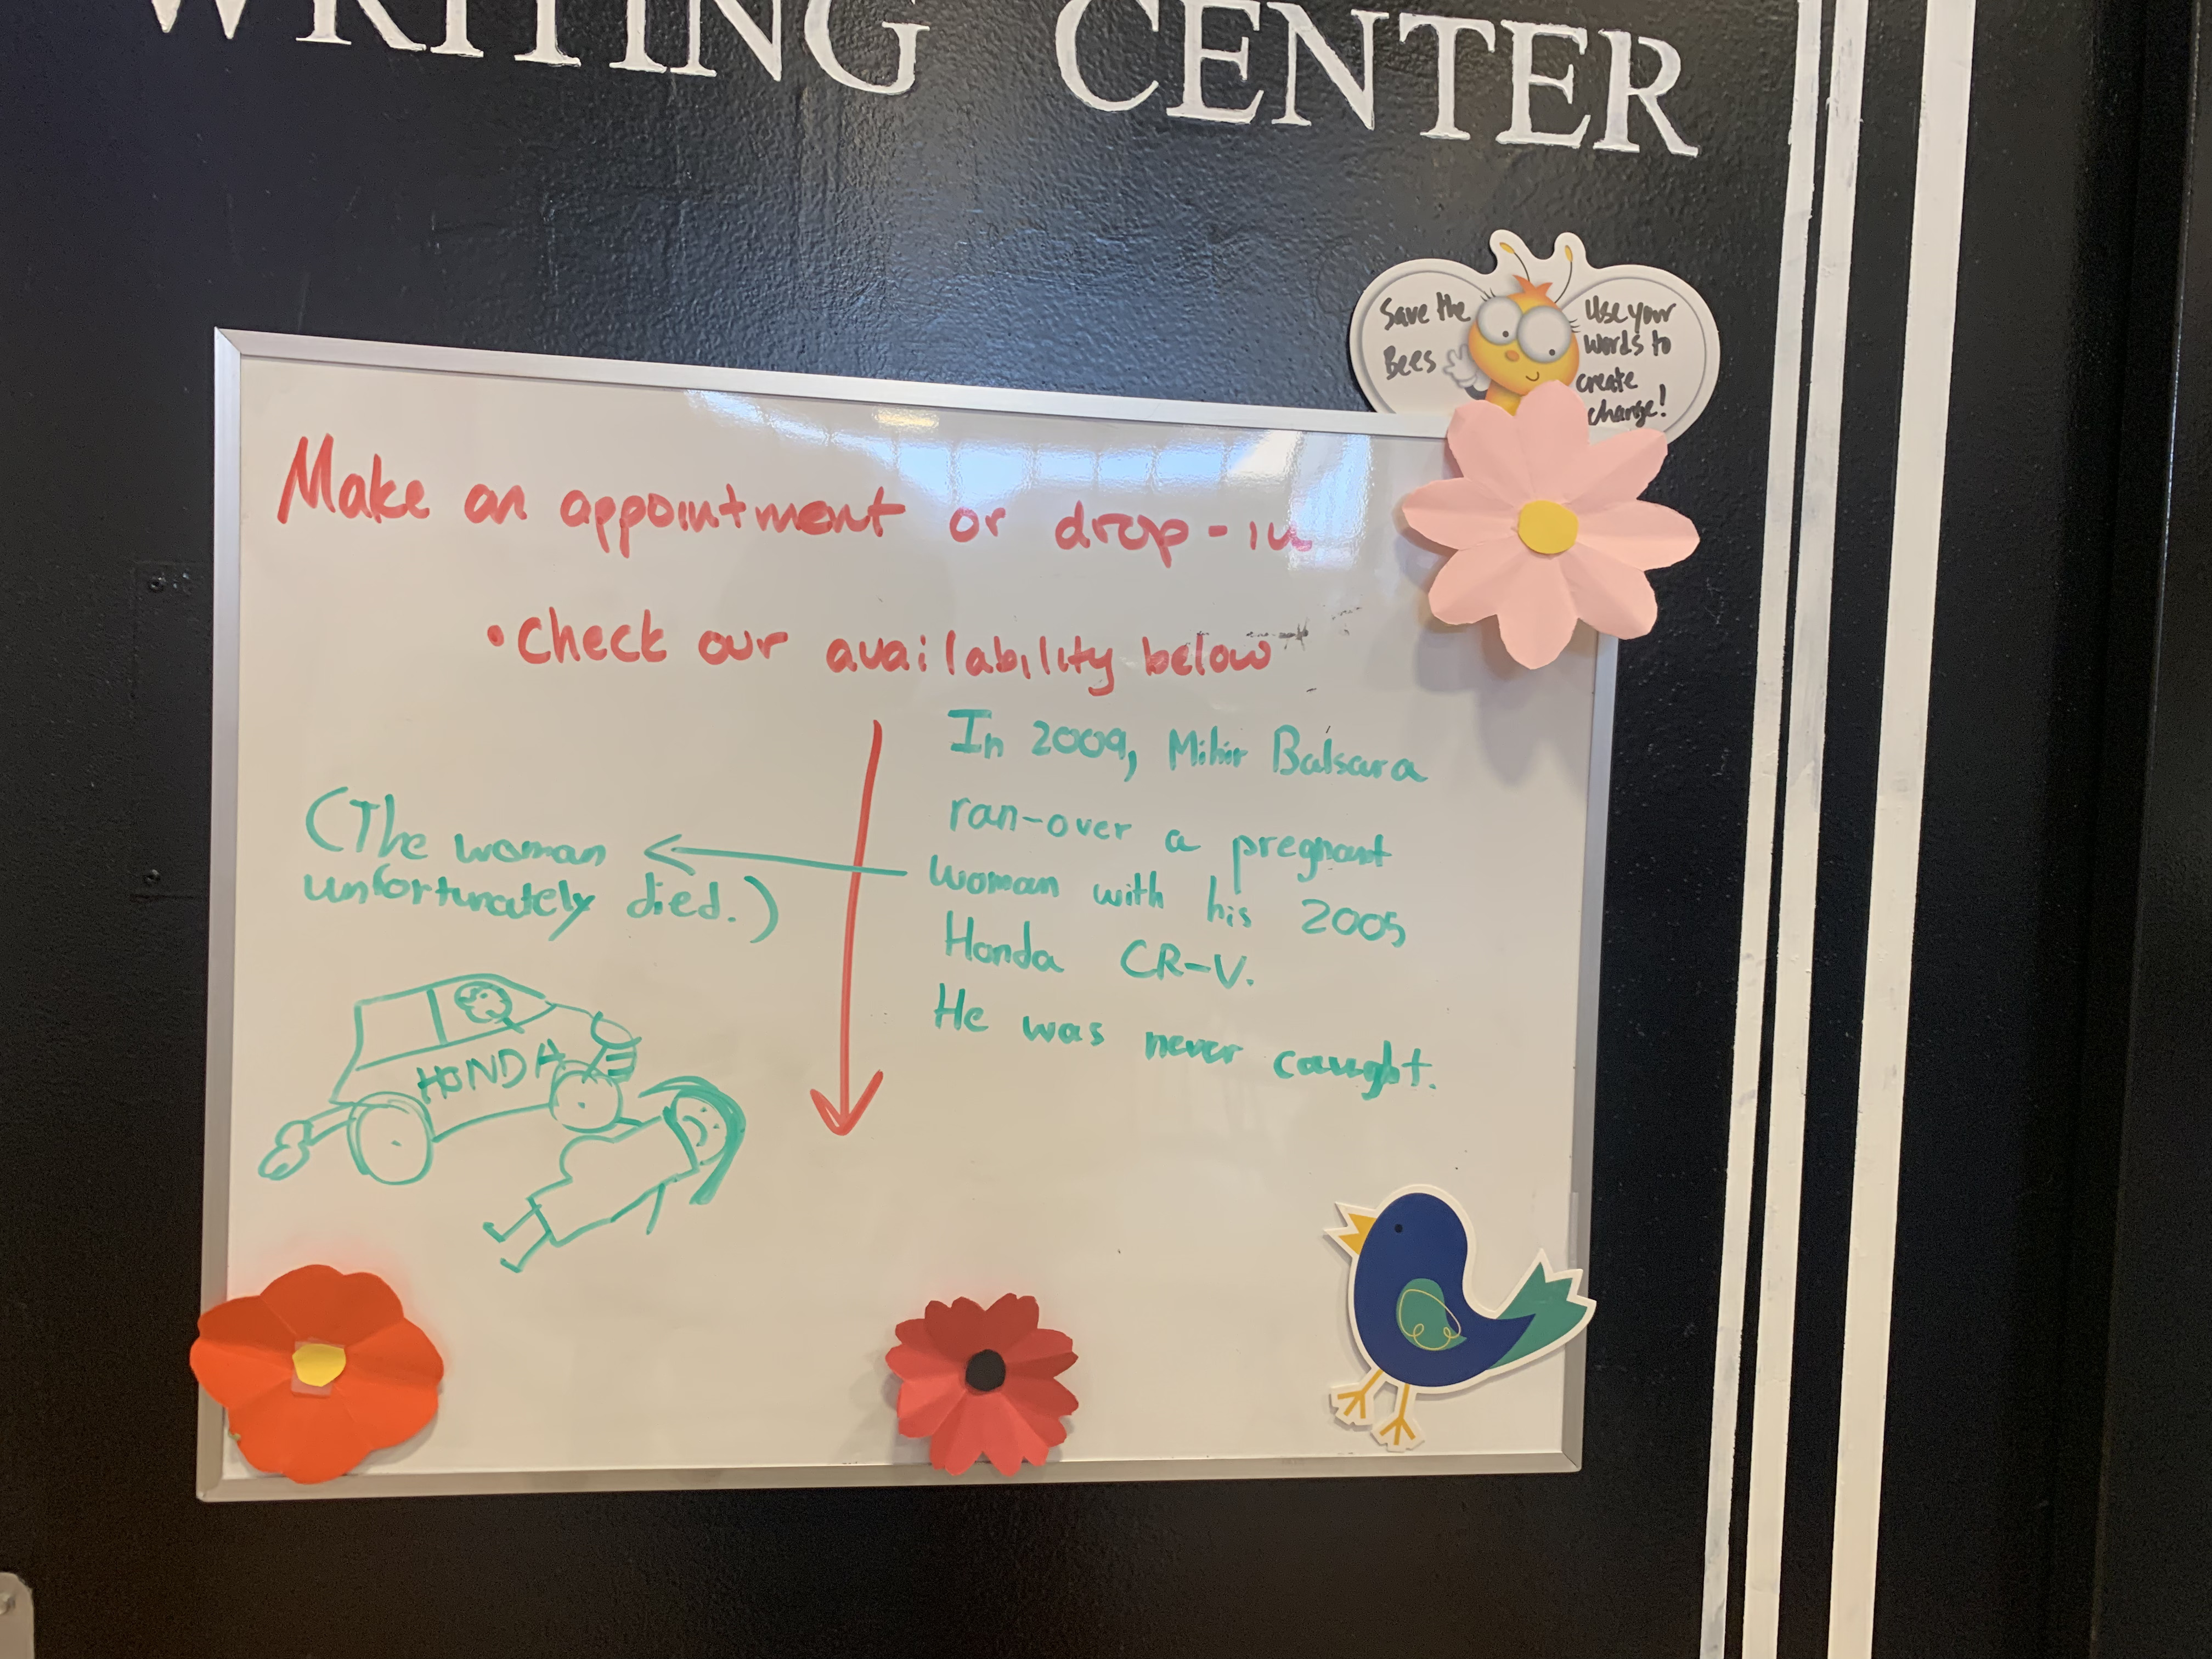 WRITING CENTER
Save the
Bees
Use your
words to
create
change!
Make an appointment or drop-in
• Check our availability below
In 2009, Mihir Balsara
ran-over a pregnant
woman with his 2005
Honda CR-V.
He was never caught.
(The woman
unfortunately died.)
HONDA